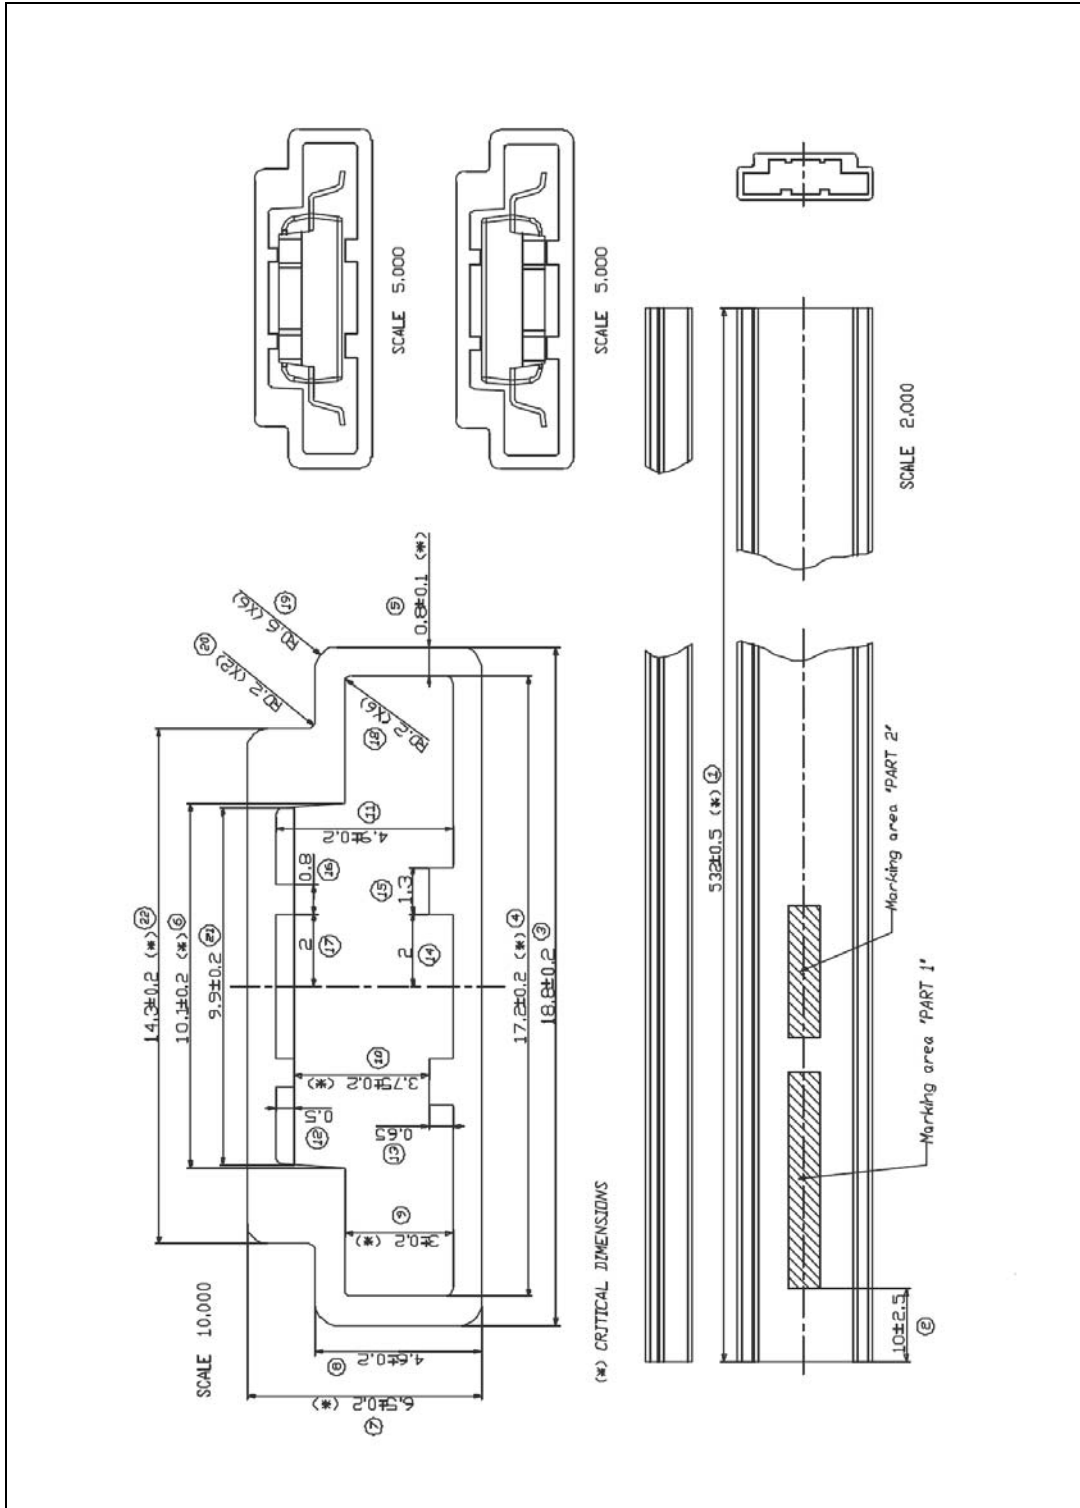 SCALE 5,000
SCALE 5,000
SCALE 2,000
SCALE 10,000
14.3±0.2 (*) 22
10.1±0.2 (*) 6
9.9±0.2 21
R0.2 (X2) 20
R0.6 (X6) 19
0.8±0.1 (*) 5
R0.2 (X6) 18
4.9±0.2 11
0.8 16
2 17
1.3 15
2 14
3.75±0.2 (*) 10
0.5 12
0.65 13
3±0.2 (*) 9
17.2±0.2 (*) 4
18.8±0.2 3
4.6±0.2 8
6.5±0.2 (*) 7
(*) CRITICAL DIMENSIONS
532±0.5 (*) 1
Marking area "PART 2"
Marking area "PART 1"
10±2.5 2